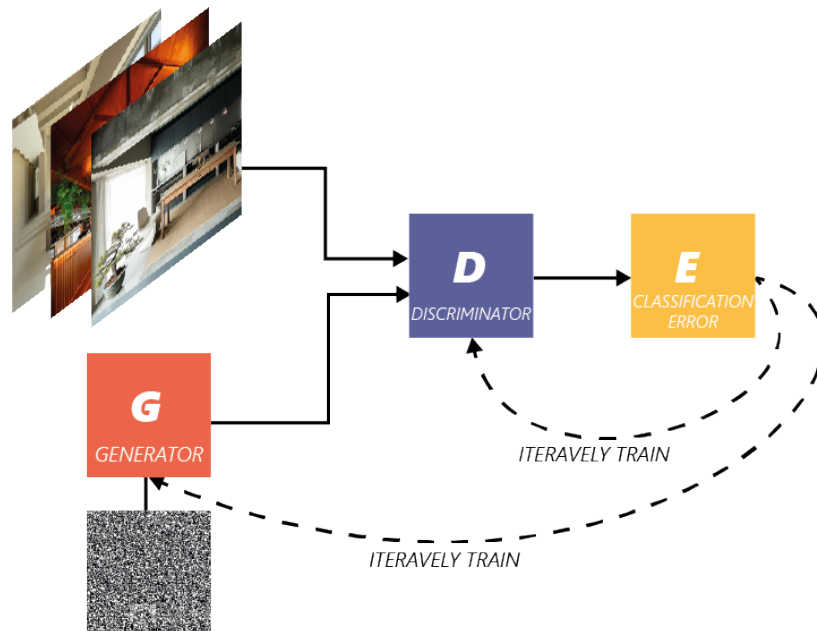 D
DISCRIMINATOR
E
CLASSIFICATION
ERROR
G
GENERATOR
ITERAVELY TRAIN
ITERAVELY TRAIN